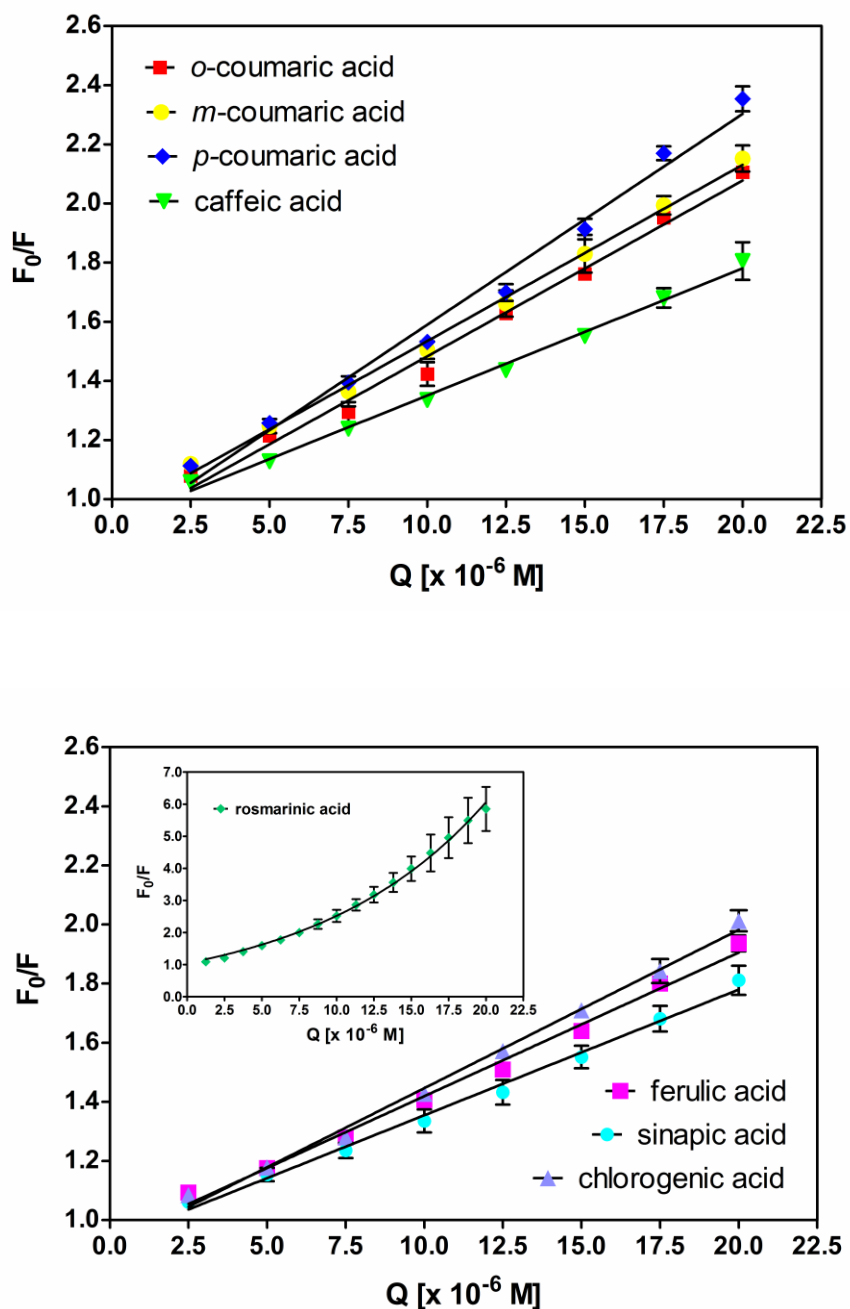 2.6
2.4
2.2
2.0
1.8
1.6
1.4
1.2
1.0
F₀/F
o-coumaric acid
m-coumaric acid
p-coumaric acid
caffeic acid
0.0 2.5 5.0 7.5 10.0 12.5 15.0 17.5 20.0 22.5
Q [x 10⁻⁶ M]
2.6
2.4
2.2
2.0
1.8
1.6
1.4
1.2
1.0
F₀/F
7.0
6.0
5.0
4.0
3.0
2.0
1.0
0.0
F₀/F
rosmarinic acid
0.0 2.5 5.0 7.5 10.0 12.5 15.0 17.5 20.0 22.5
Q [x 10⁻⁶ M]
ferulic acid
sinapic acid
chlorogenic acid
0.0 2.5 5.0 7.5 10.0 12.5 15.0 17.5 20.0 22.5
Q [x 10⁻⁶ M]